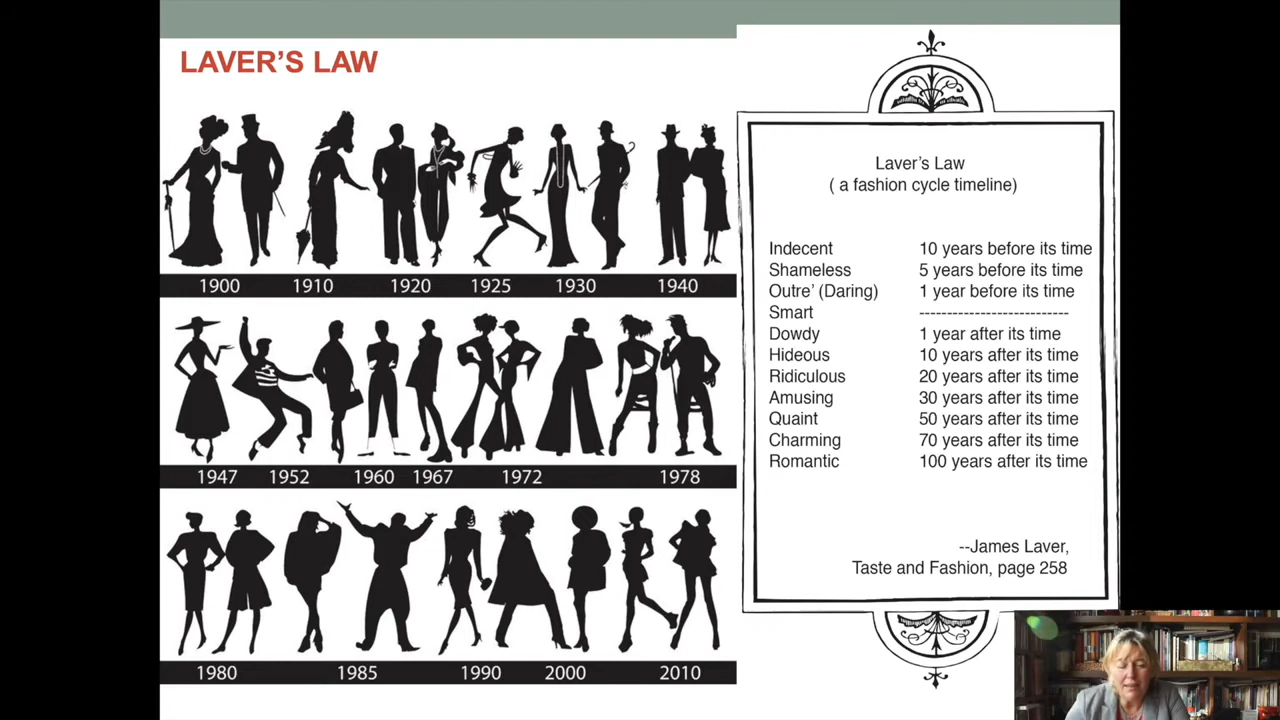 LAVER'S LAW
1900 1910 1920 1925 1930 1940
1947 1952 1960 1967 1972 1978
1980 1985 1990 2000 2010
Laver's Law
( a fashion cycle timeline)
Indecent 10 years before its time
Shameless 5 years before its time
Outre' (Daring) 1 year before its time
Smart ---------------------------
Dowdy 1 year after its time
Hideous 10 years after its time
Ridiculous 20 years after its time
Amusing 30 years after its time
Quaint 50 years after its time
Charming 70 years after its time
Romantic 100 years after its time
--James Laver,
Taste and Fashion, page 258